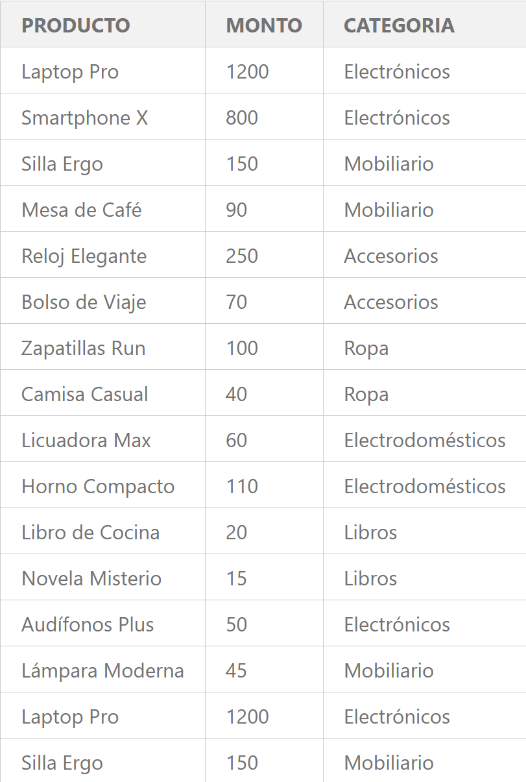 PRODUCTO MONTO CATEGORIA
Laptop Pro 1200 Electrónicos
Smartphone X 800 Electrónicos
Silla Ergo 150 Mobiliario
Mesa de Café 90 Mobiliario
Reloj Elegante 250 Accesorios
Bolso de Viaje 70 Accesorios
Zapatillas Run 100 Ropa
Camisa Casual 40 Ropa
Licuadora Max 60 Electrodomésticos
Horno Compacto 110 Electrodomésticos
Libro de Cocina 20 Libros
Novela Misterio 15 Libros
Audífonos Plus 50 Electrónicos
Lámpara Moderna 45 Mobiliario
Laptop Pro 1200 Electrónicos
Silla Ergo 150 Mobiliario